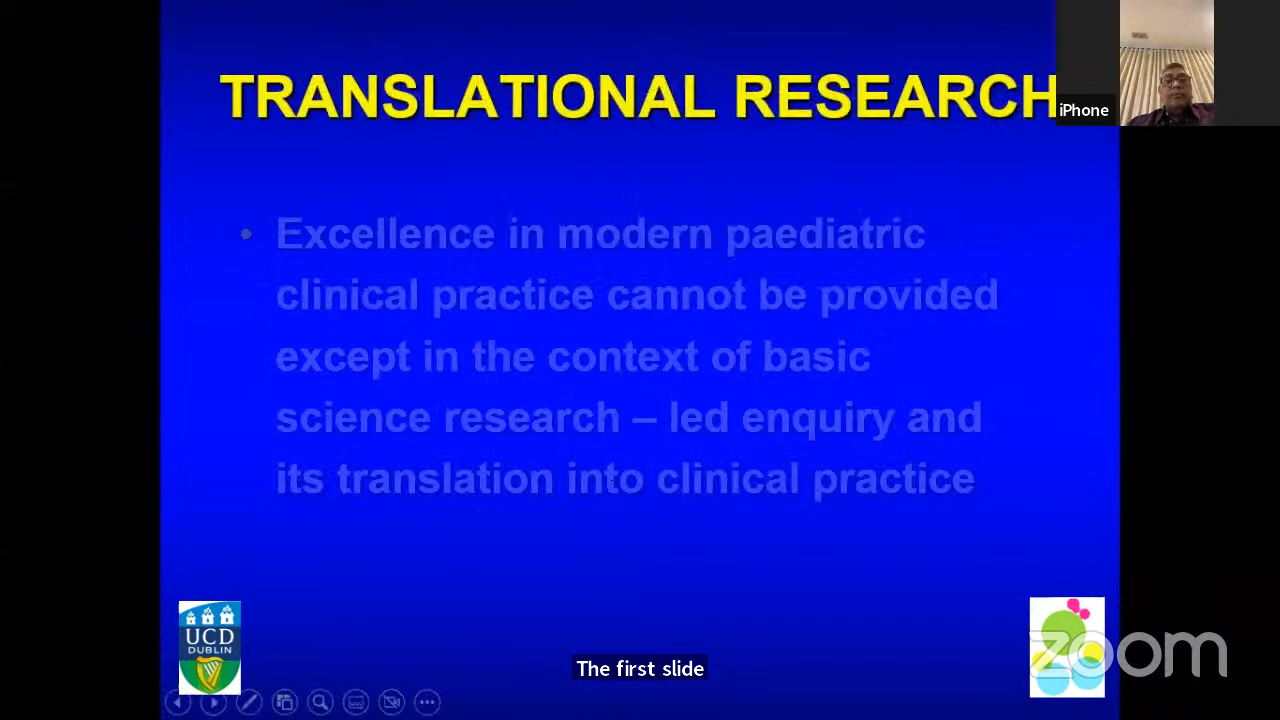 TRANSLATIONAL RESEARCH
iPhone
• Excellence in modern paediatric
clinical practice cannot be provided
except in the context of basic
science research – led enquiry and
its translation into clinical practice
UCD
DUBLIN
The first slide
zoom